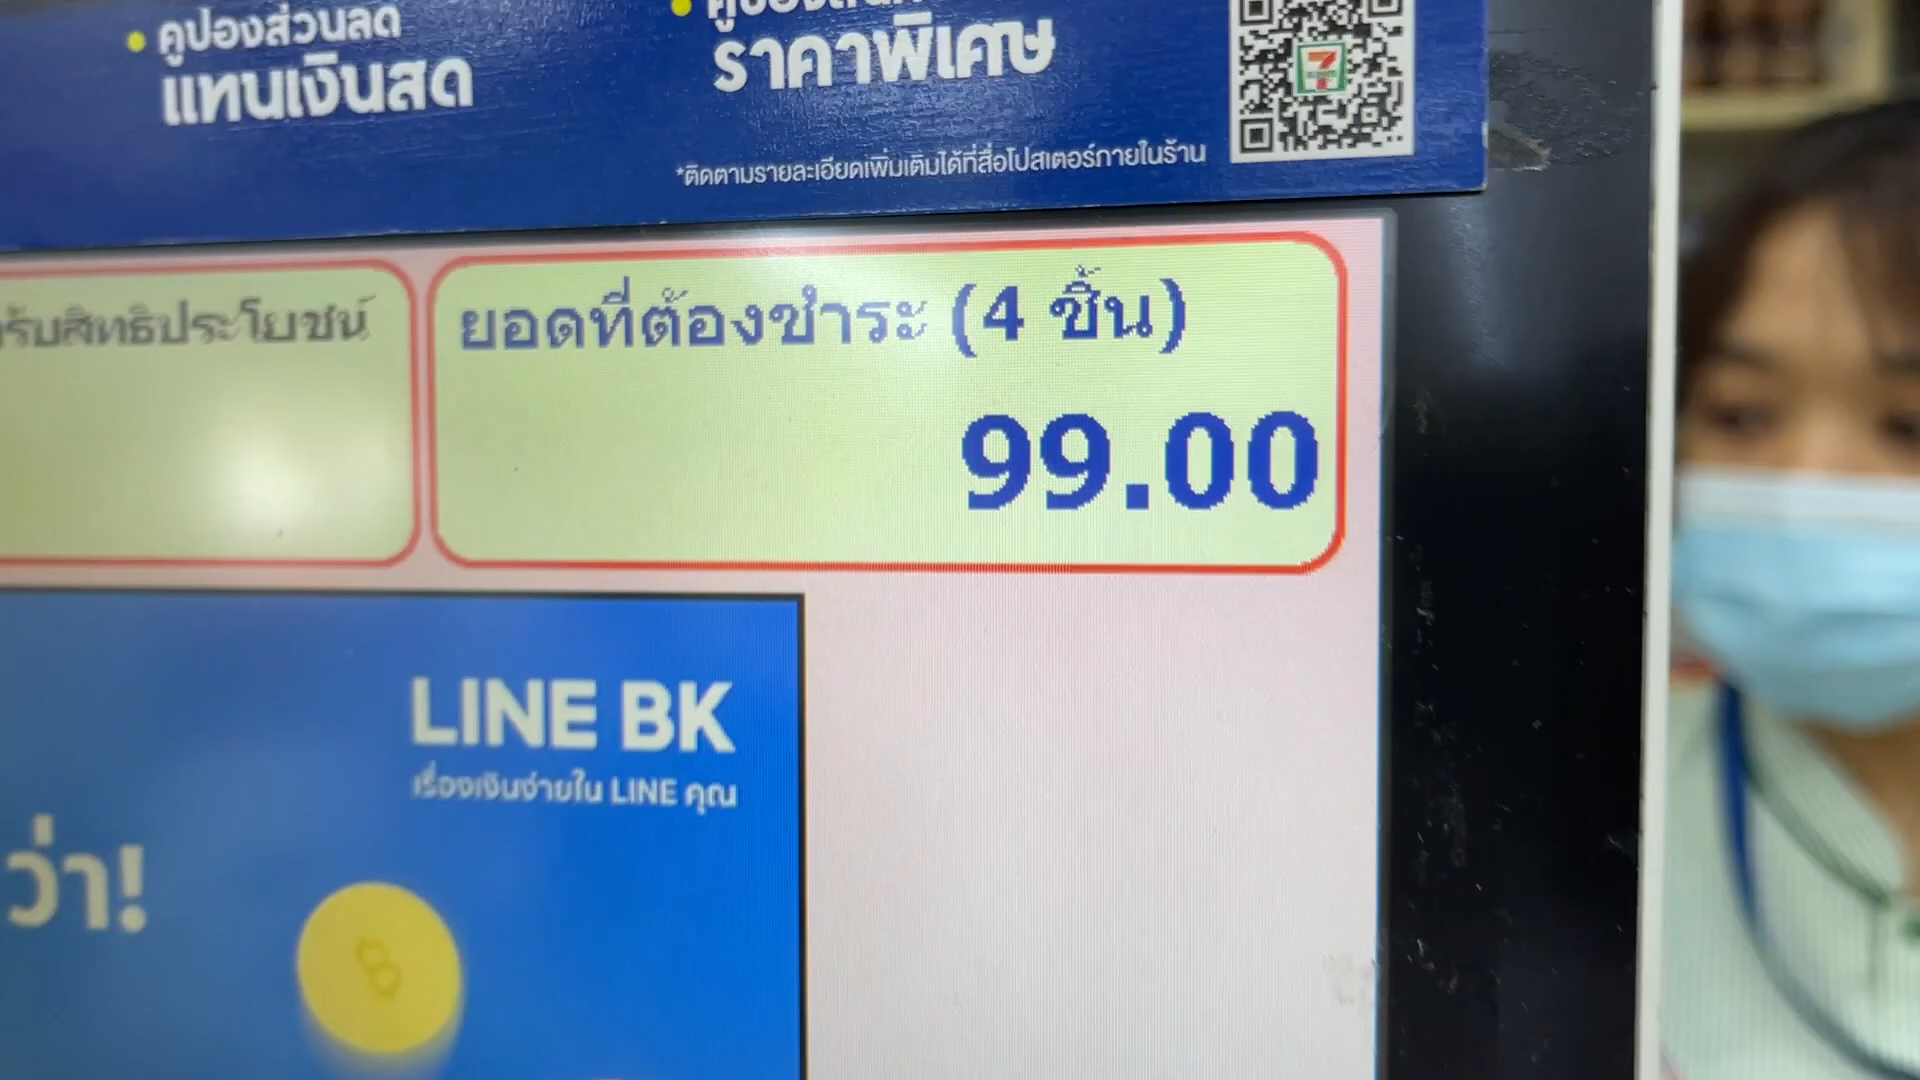 คูปองส่วนลด
แทนเงินสด
ราคาพิเศษ
*ติดตามรายละเอียดเพิ่มเติมได้ที่สื่อโปสเตอร์ภายในร้าน
รับสิทธิประโยชน์
ยอดที่ต้องชำระ (4 ชิ้น)
99.00
LINE BK
เรื่องเงินง่ายใน LINE คุณ
ว่า!